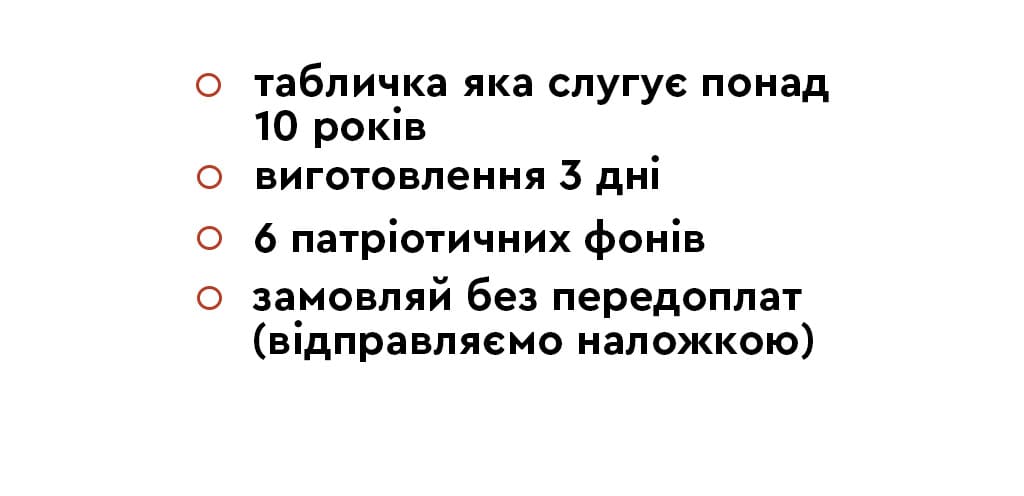 табличка яка слугує понад
10 років
виготовлення 3 дні
6 патріотичних фонів
замовляй без передоплат
(відправляємо наложкою)